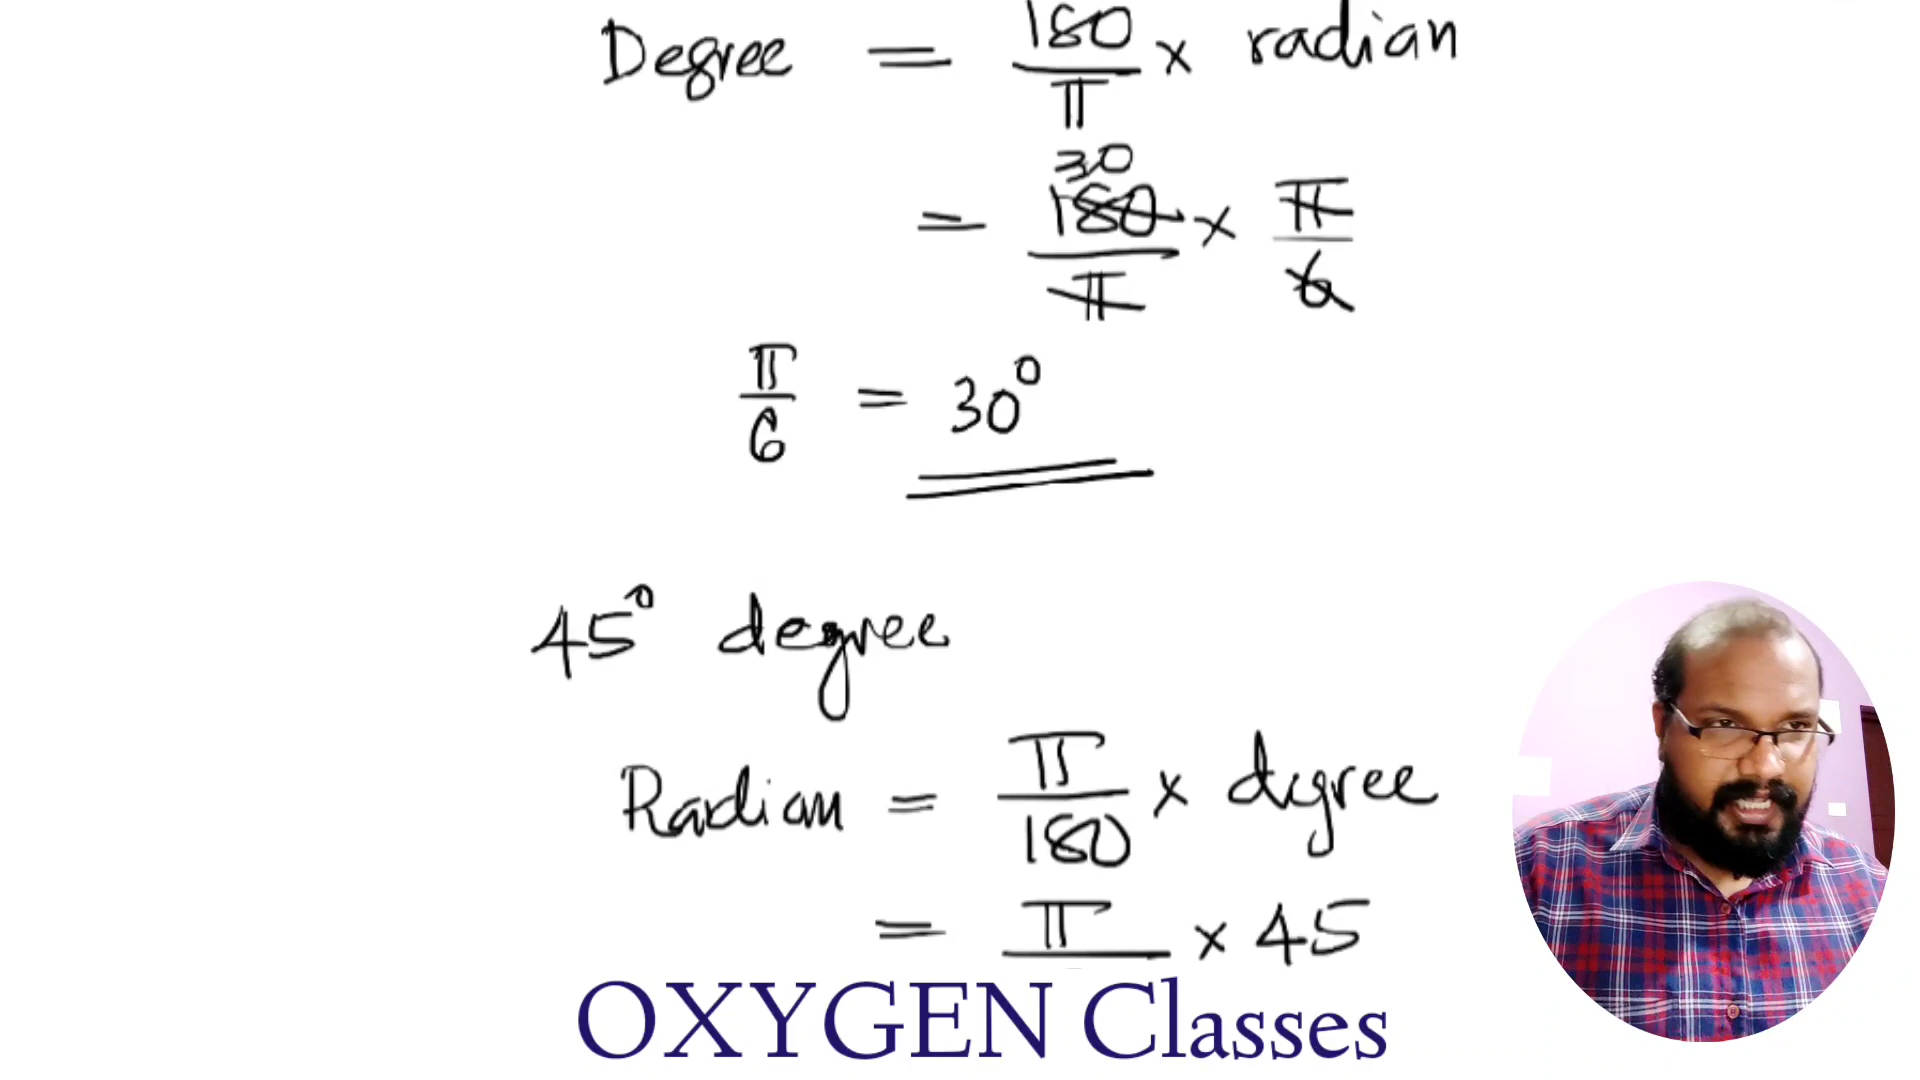 Degree = 180/π × radian
30
= 180/π × π/6
π/6 = 30°
45° degree
Radian = π/180 × degree
= π × 45
OXYGEN Classes